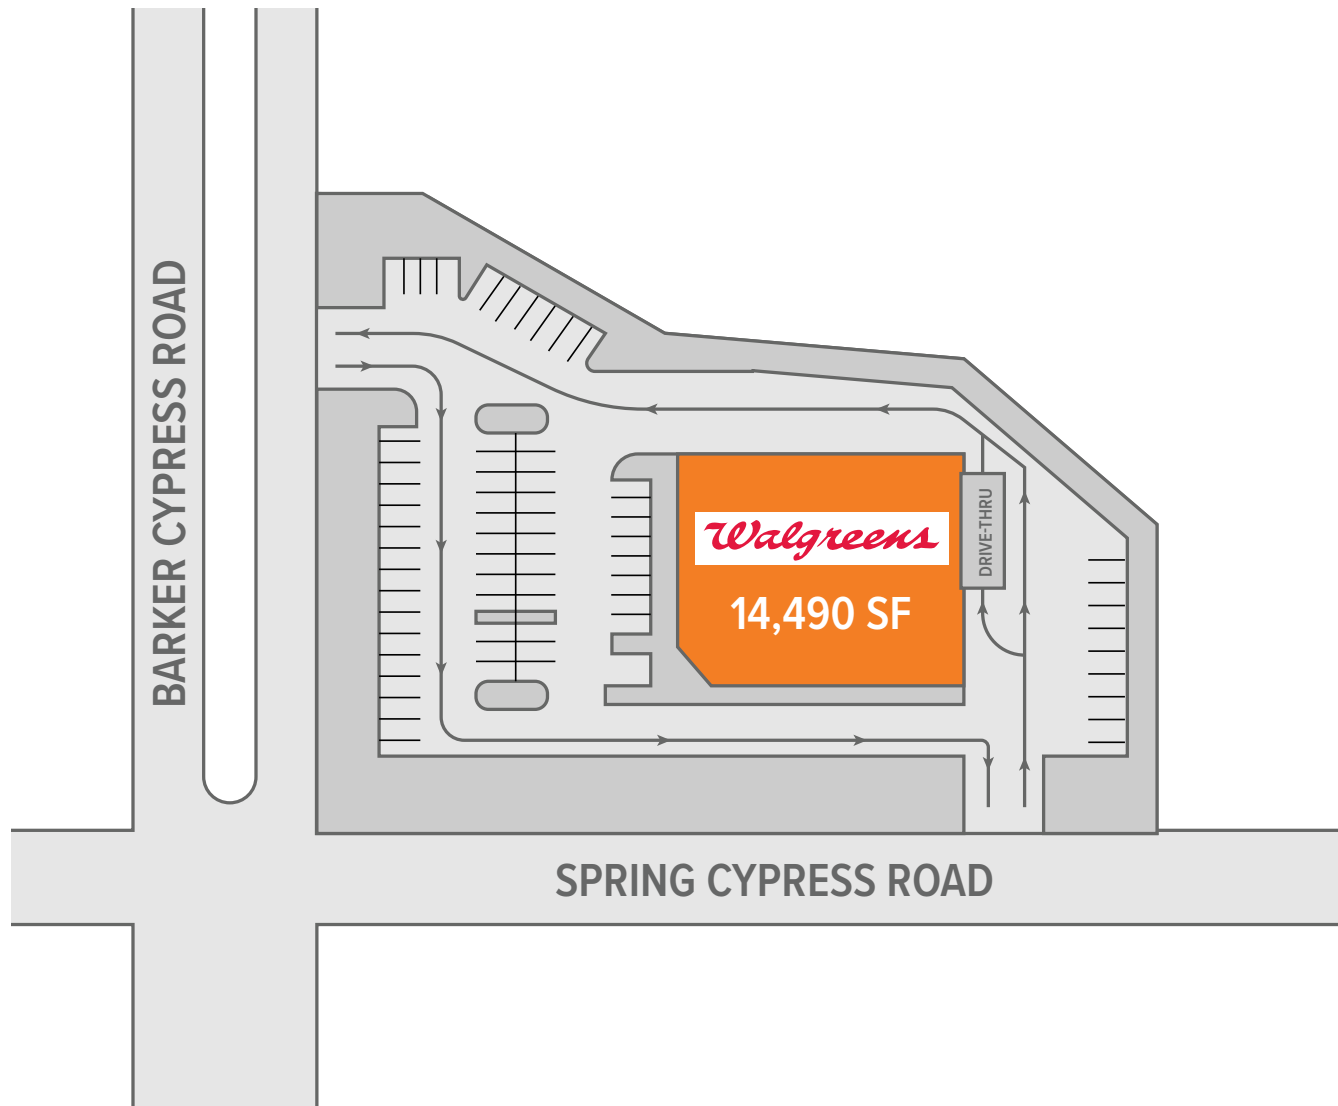 BARKER CYPRESS ROAD
Walgreens
14,490 SF
DRIVE-THRU
SPRING CYPRESS ROAD